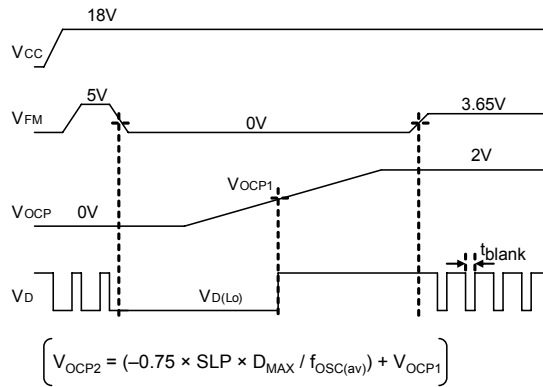 18V
VCC
5V
VFM
0V
3.65V
VOCP1
2V
VOCP
0V
tblank
VD
VD(Lo)
VOCP2 = (–0.75 × SLP × DMAX / fOSC(av)) + VOCP1